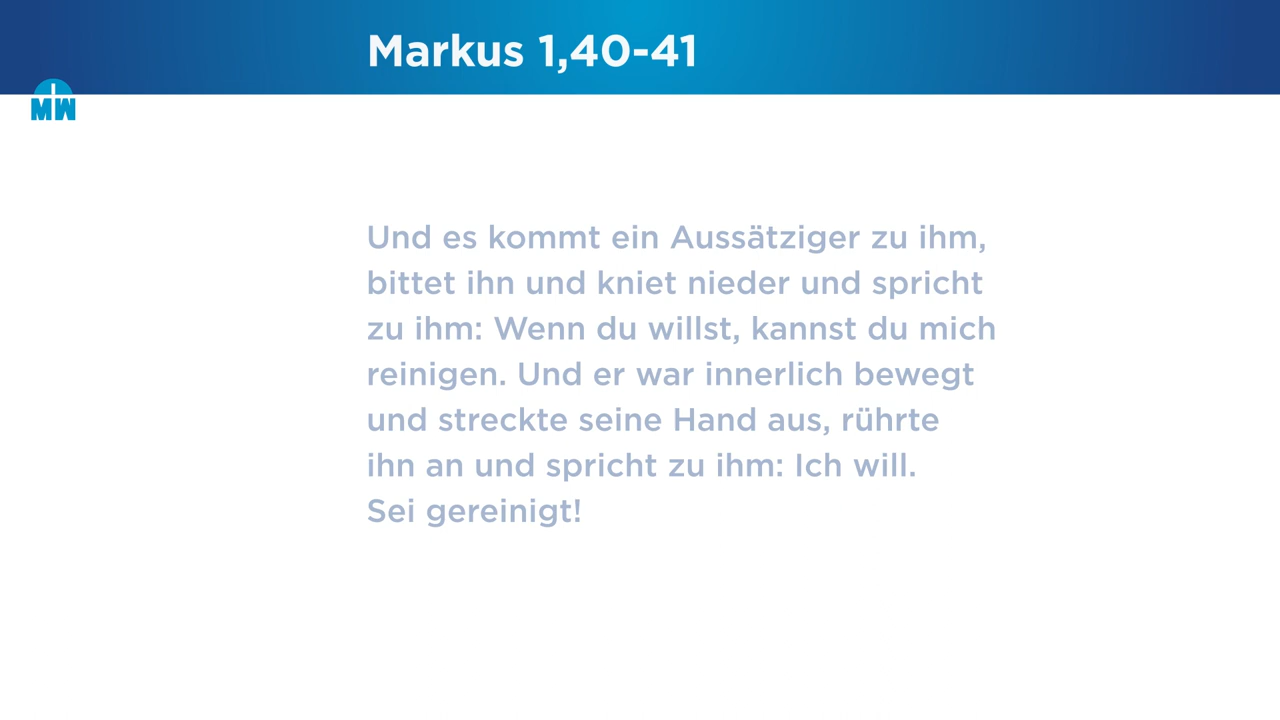 Markus 1,40-41
MW
Und es kommt ein Aussätziger zu ihm,
bittet ihn und kniet nieder und spricht
zu ihm: Wenn du willst, kannst du mich
reinigen. Und er war innerlich bewegt
und streckte seine Hand aus, rührte
ihn an und spricht zu ihm: Ich will.
Sei gereinigt!